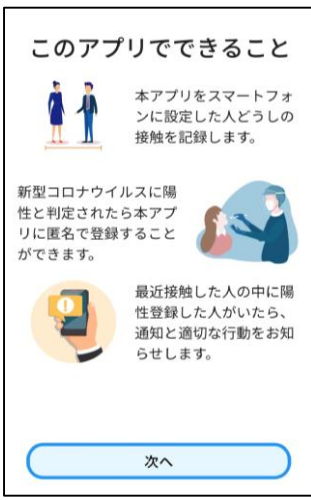 このアプリでできること
本アプリをスマートフォ
ンに設定した人どうしの
接触を記録します。
新型コロナウイルスに陽
性と判定されたら本アプ
リに匿名で登録すること
ができます。
最近接触した人の中に陽
性登録した人がいたら、
通知と適切な行動をお知
らせします。
次へ